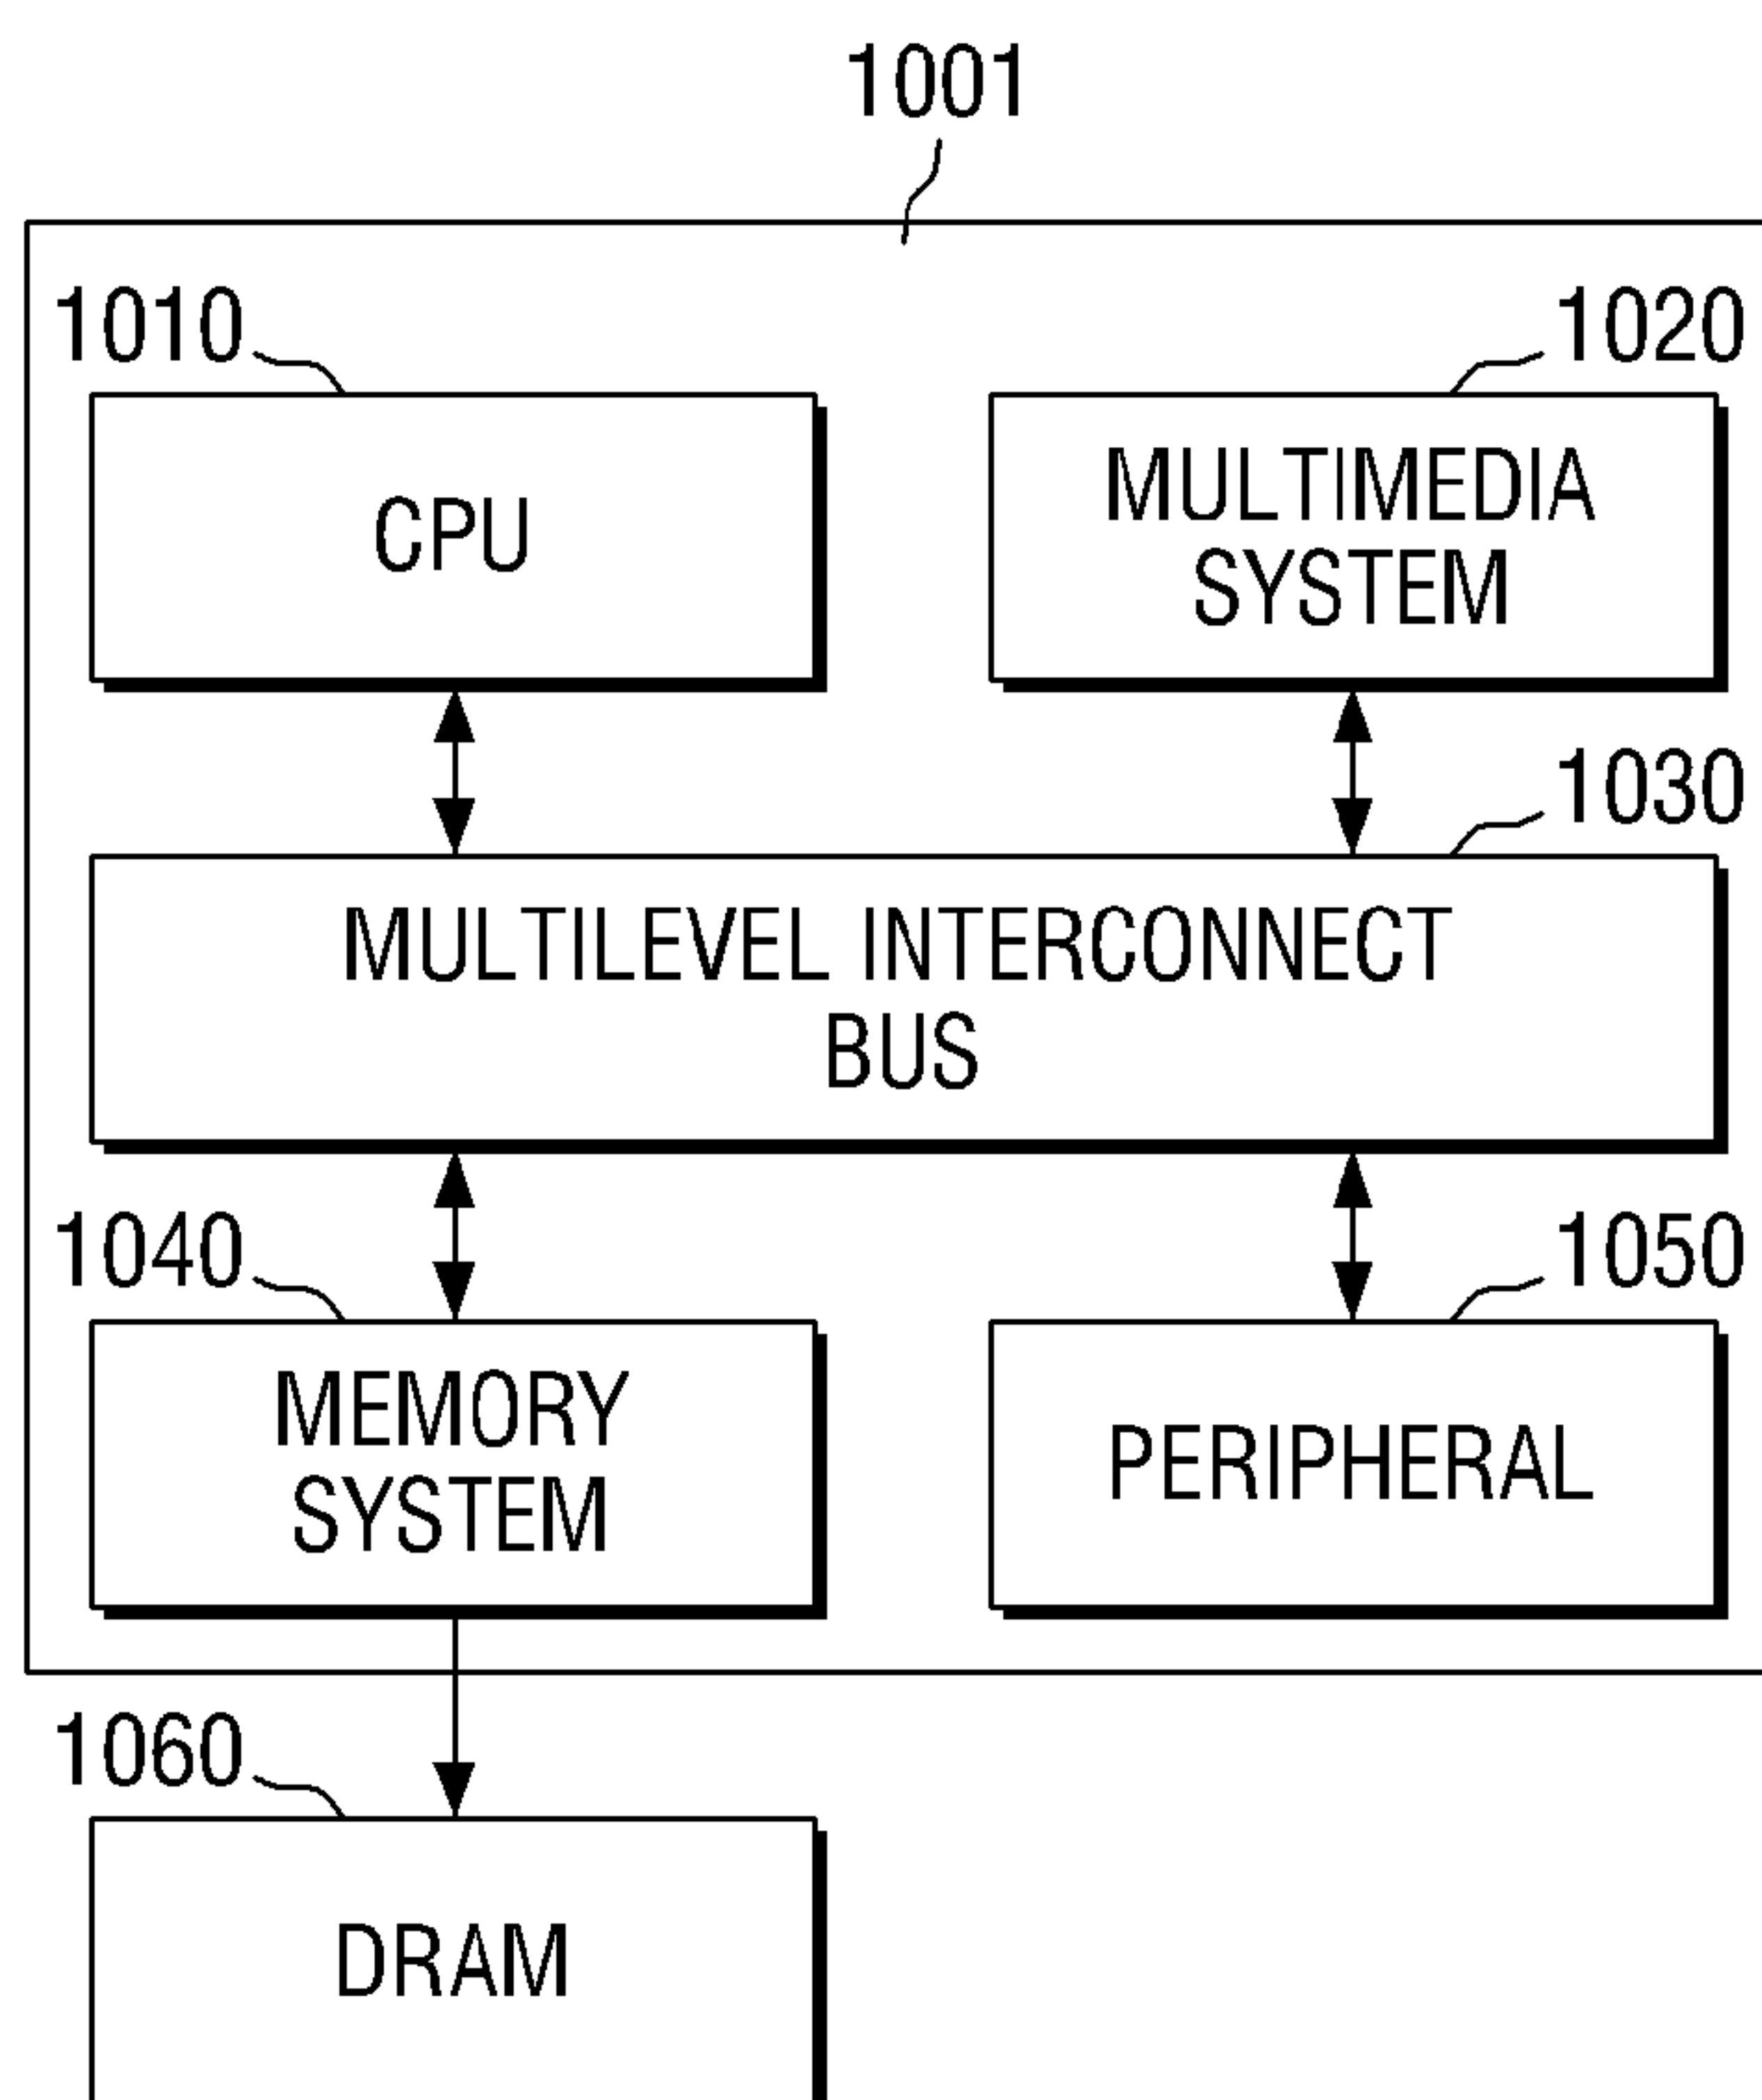 1001
1010
1020
CPU
MULTIMEDIA
SYSTEM
1030
MULTILEVEL INTERCONNECT
BUS
1040
1050
MEMORY
SYSTEM
PERIPHERAL
1060
DRAM